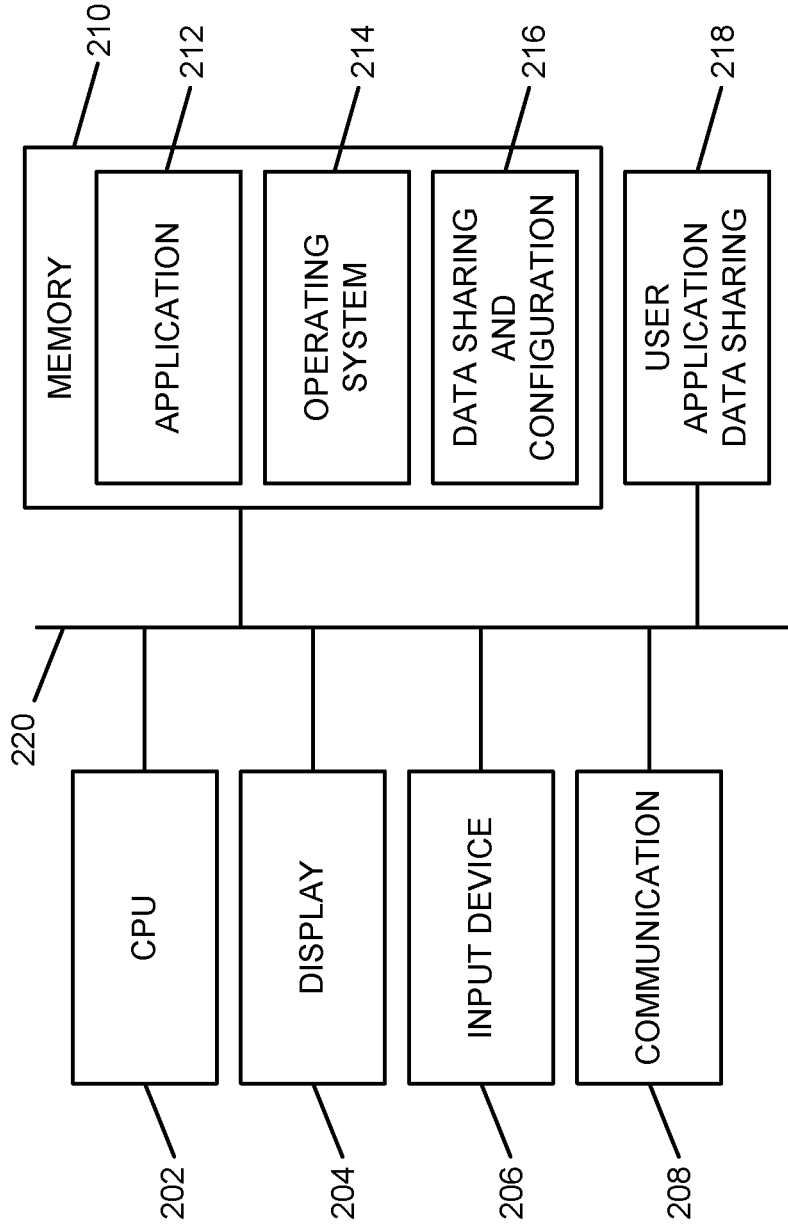 220
202
CPU
204
DISPLAY
206
INPUT DEVICE
208
COMMUNICATION
MEMORY
210
APPLICATION
212
OPERATING
SYSTEM
214
DATA SHARING
AND
CONFIGURATION
216
USER
APPLICATION
DATA SHARING
218